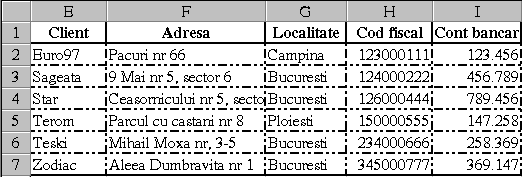 E F G H I
1 Client Adresa Localitate Cod fiscal Cont bancar
2 Euro97 Pacuri nr 66 Campina 123000111 123.456
3 Sageata 9 Mai nr 5, sector 6 Bucuresti 124000222 456.789
4 Star Ceasornicului nr 5, secto Bucuresti 126000444 789.456
5 Terom Parcul cu castani nr 8 Ploiesti 150000555 147.258
6 Teski Mihail Moxa nr, 3-5 Bucuresti 234000666 258.369
7 Zodiac Aleea Dumbravita nr 1 Bucuresti 345000777 369.147